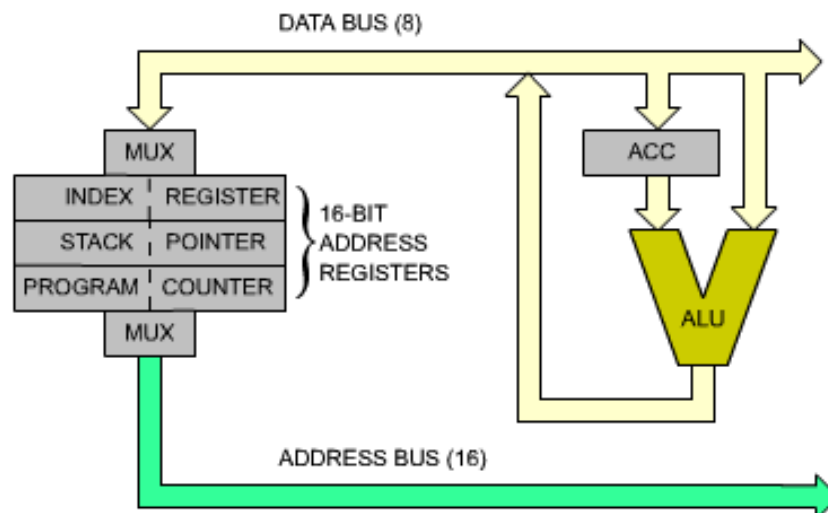 DATA BUS (8)
MUX
ACC
INDEX REGISTER
STACK POINTER
PROGRAM COUNTER
16-BIT
ADDRESS
REGISTERS
MUX
ALU
ADDRESS BUS (16)